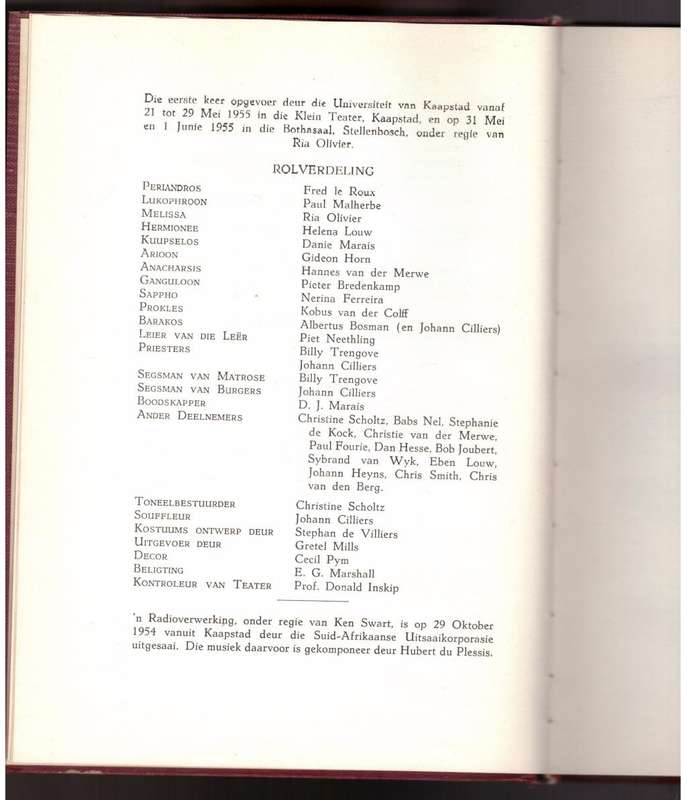 Die eerste keer opgevoer deur die Universiteit van Kaapstad vanaf
21 tot 29 Mei 1955 in die Klein Teater, Kaapstad, en op 31 Mei
en 1 Junie 1955 in die Bothasaal, Stellenbosch, onder regie van
Ria Olivier.
ROLVERDELING
PERIANDROS Fred le Roux
LUKOPHROON Paul Malherbe
MELISSA Ria Olivier
HERMIONEE Helena Louw
KUUPSELOS Danie Marais
ARIOON Gideon Horn
ANACHARSIS Hannes van der Merwe
GANGULOON Pieter Bredenkamp
SAPPHO Nerina Ferreira
PROKLES Kobus van der Colff
BARAKOS Albertus Bosman (en Johann Cilliers)
LEIER VAN DIE LEËR Piet Neethling
PRIESTERS Billy Trengove
Johann Cilliers
SEGSMAN VAN MATROSE Billy Trengove
SEGSMAN VAN BURGERS Johann Cilliers
BOODSKAPPER D. J. Marais
ANDER DEELNEMERS Christine Scholtz, Babs Nel, Stephanie
de Kock, Christie van der Merwe,
Paul Fourie, Dan Hesse, Bob Joubert,
Sybrand van Wyk, Eben Louw,
Johann Heyns, Chris Smith, Chris
van den Berg.
TONEELBESTUURDER Christine Scholtz
SOUFFLEUR Johann Cilliers
KOSTUUMS ONTWERP DEUR Stephan de Villiers
UITGEVOER DEUR Gretel Mills
DECOR Cecil Pym
BELIGTING E. G. Marshall
KONTROLEUR VAN TEATER Prof. Donald Inskip
'n Radioverwerking, onder regie van Ken Swart, is op 29 Oktober
1954 vanuit Kaapstad deur die Suid-Afrikaanse Uitsaaikorporasie
uitgesaai. Die musiek daarvoor is gekomponeer deur Hubert du Plessis.